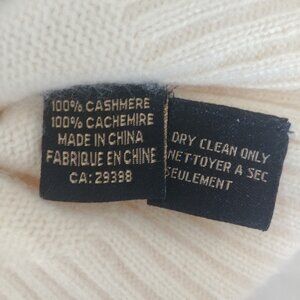 100% CASHMERE
100% CACHEMIRE
MADE IN CHINA
FABRIQUE EN CHINE
CA: 29398
DRY CLEAN ONLY
NETTOYER A SEC
SEULEMENT